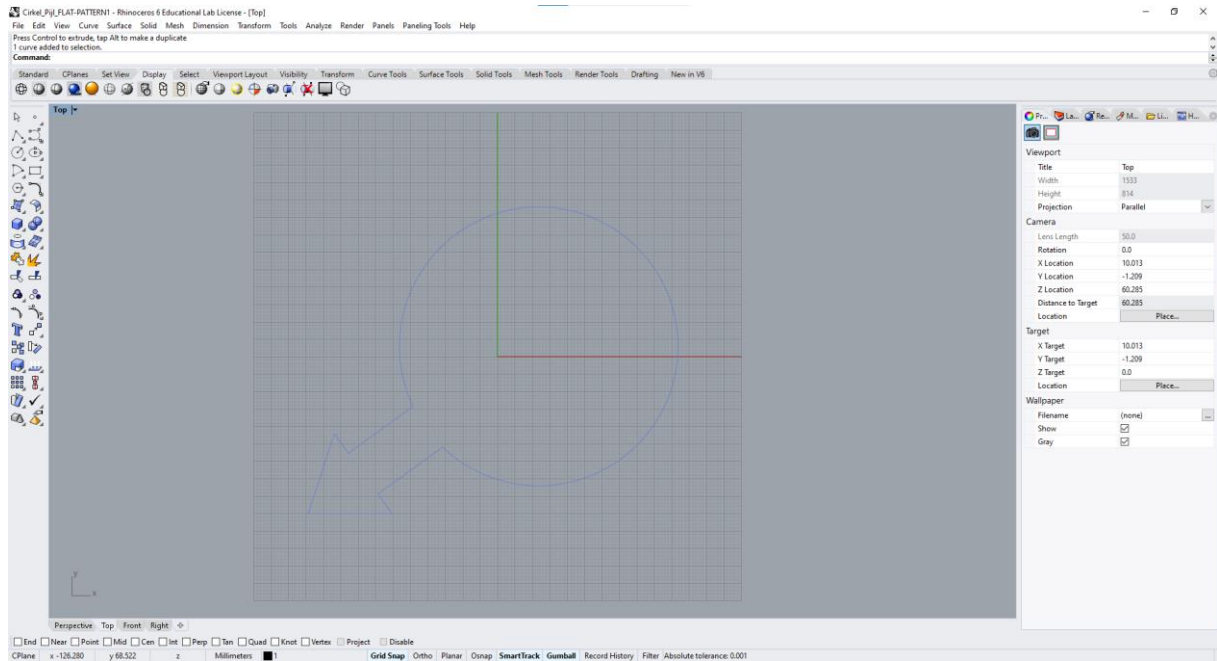 Cirkel_Pijl_FLAT-PATTERN1 - Rhinoceros 6 Educational Lab License - [Top]
File Edit View Curve Surface Solid Mesh Dimension Transform Tools Analyze Render Panels Paneling Tools Help
Press Control to extrude, tap Alt to make a duplicate
1 curve added to selection.
Command:
Standard CPlanes Set View Display Select Viewport Layout Visibility Transform Curve Tools Surface Tools Solid Tools Mesh Tools Render Tools Drafting New in V6
Top
Pr... La... Re... M... Li... H...
Viewport
Title Top
Width 1533
Height 814
Projection Parallel
Camera
Lens Length 50.0
Rotation 0.0
X Location 10.013
Y Location -1.209
Z Location 60.285
Distance to Target 60.285
Location Place...
Target
X Target 10.013
Y Target -1.209
Z Target 0.0
Location Place...
Wallpaper
Filename (none) ...
Show
Gray
y
x
Perspective Top Front Right
End Near Point Mid Cen Int Perp Tan Quad Knot Vertex Project Disable
CPlane x -126.280 y 68.522 z Millimeters 1 Grid Snap Ortho Planar Osnap SmartTrack Gumball Record History Filter Absolute tolerance: 0.001